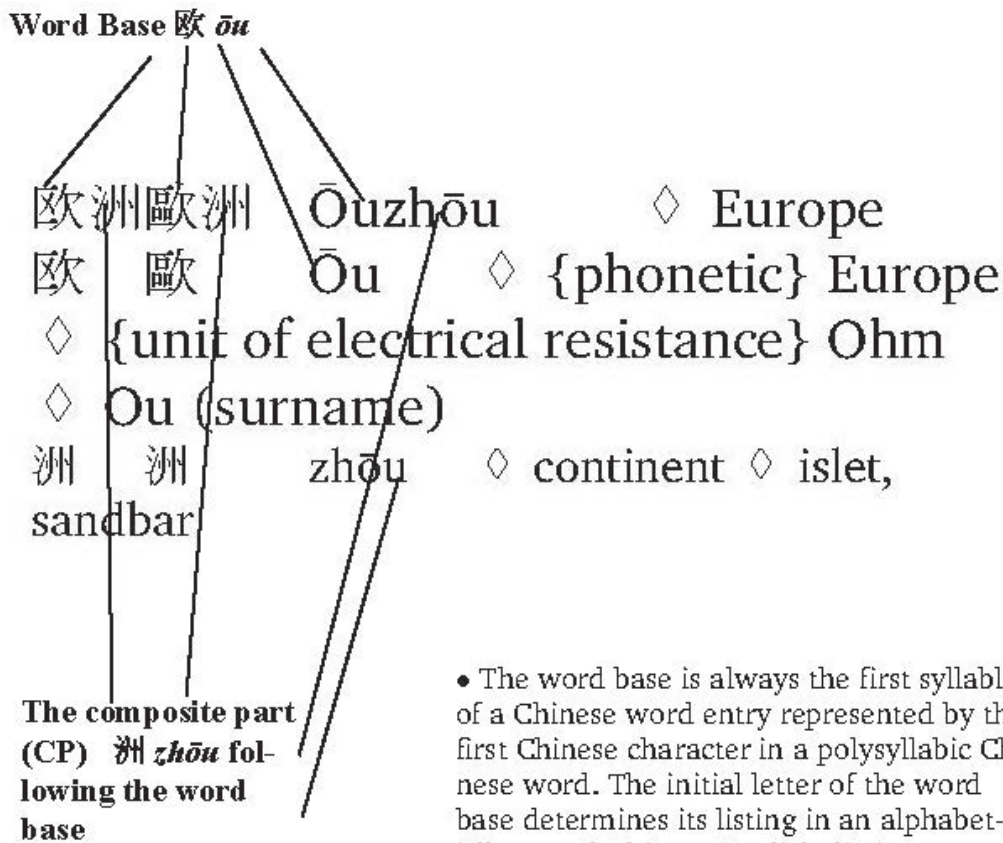 Word Base 欧 ōu
欧洲歐洲 Ōuzhōu ◇ Europe
欧 歐 Ōu ◇ {phonetic} Europe
◇ {unit of electrical resistance} Ohm
◇ Ou (surname)
洲 洲 zhōu ◇ continent ◇ islet,
sandbar
The composite part
(CP) 洲 zhōu fol-
lowing the word
base
• The word base is always the first syllabl
of a Chinese word entry represented by th
first Chinese character in a polysyllabic Ch
nese word. The initial letter of the word
base determines its listing in an alphabet-